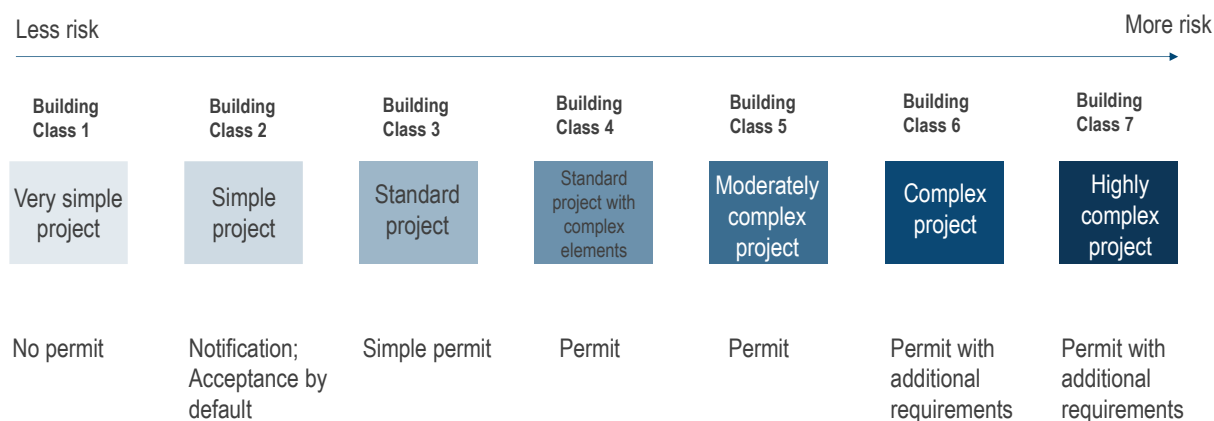 Less risk
More risk
Building
Class 1
Building
Class 2
Building
Class 3
Building
Class 4
Building
Class 5
Building
Class 6
Building
Class 7
Very simple
project
Simple
project
Standard
project
Standard
project with
complex
elements
Moderately
complex
project
Complex
project
Highly
complex
project
No permit
Notification;
Acceptance by
default
Simple permit
Permit
Permit
Permit with
additional
requirements
Permit with
additional
requirements